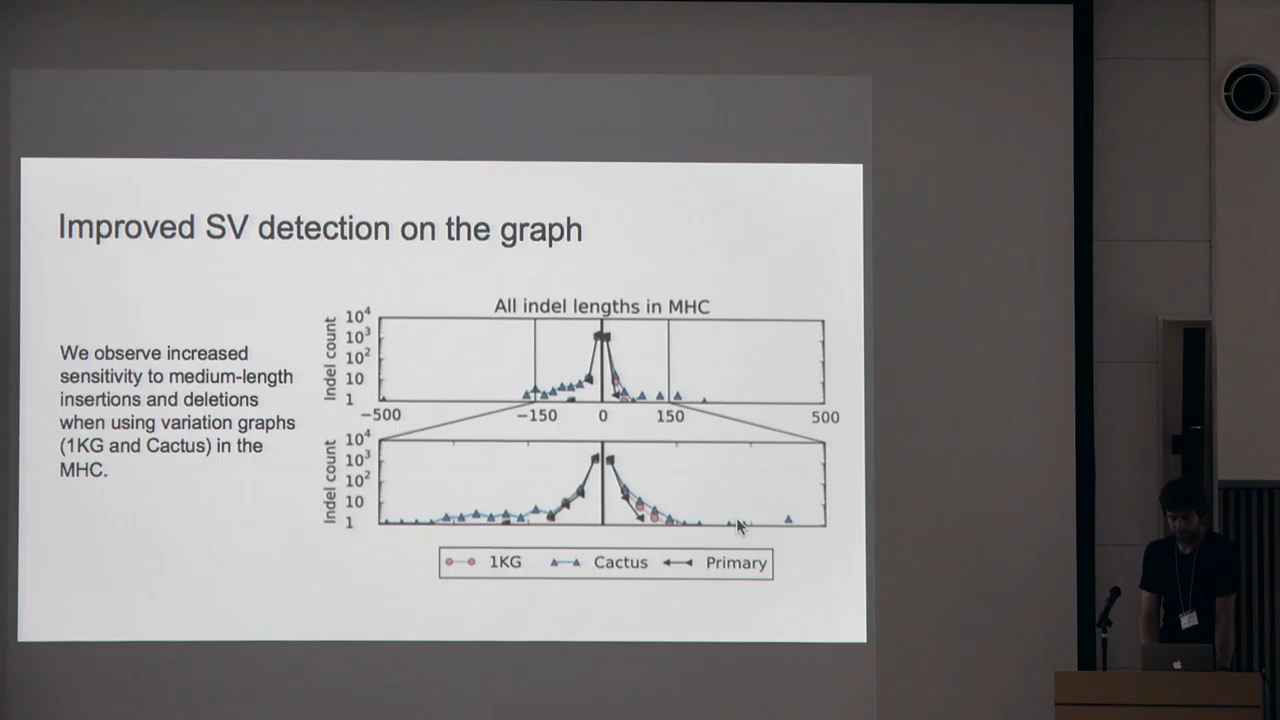 Improved SV detection on the graph
We observe increased
sensitivity to medium-length
insertions and deletions
when using variation graphs
(1KG and Cactus) in the
MHC.
All indel lengths in MHC
Indel count
10⁴
10³
10²
10
1
−500
−150
0
150
500
Indel count
10⁴
10³
10²
10
1
1KG
Cactus
Primary